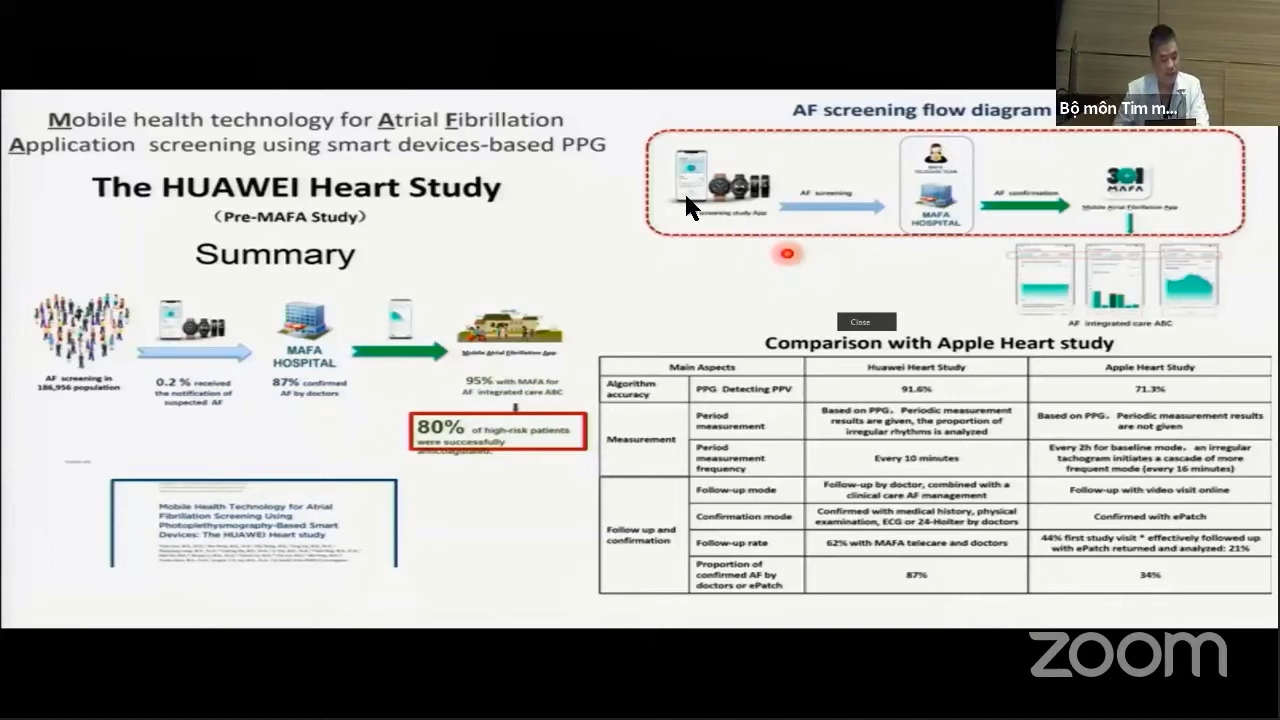 Mobile health technology for Atrial Fibrillation
Application screening using smart devices-based PPG
The HUAWEI Heart Study
(Pre-MAFA Study)
Summary
AF screening in
186,956 population
0.2 % received
the notification of
suspected AF
MAFA
HOSPITAL
87% confirmed
AF by doctors
Mobile Atrial Fibrillation App
95% with MAFA for
AF integrated care ABC
80% of high-risk patients
were successfully
anticoagulated.
Mobile Health Technology for Atrial
Fibrillation Screening Using
Photoplethysmography-Based Smart
Devices: The HUAWEI Heart study
AF screening flow diagram
Bộ môn Tim m...
screening study App
AF screening
MAFA
HOSPITAL
AF confirmation
301
MAFA
Mobile Atrial Fibrillation App
AF integrated care ABC
Close
Comparison with Apple Heart study
Main Aspects Huawei Heart Study Apple Heart Study
Algorithm
accuracy
PPG Detecting PPV 91.6% 71.3%
Measurement
Period
measurement
Based on PPG, Periodic measurement
results are given, the proportion of
irregular rhythms is analyzed
Based on PPG, Periodic measurement results
are not given
Period
measurement
frequency
Every 10 minutes
Every 2h for baseline mode, an irregular
tachogram initiates a cascade of more
frequent mode (every 16 minutes)
Follow up and
confirmation
Follow-up mode
Follow-up by doctor, combined with a
clinical care AF management
Follow-up with video visit online
Confirmation mode
Confirmed with medical history, physical
examination, ECG or 24-Holter by doctors
Confirmed with ePatch
Follow-up rate
62% with MAFA telecare and doctors
44% first study visit * effectively followed up
with ePatch returned and analyzed: 21%
Proportion of
confirmed AF by
doctors or ePatch
87%
34%
zoom